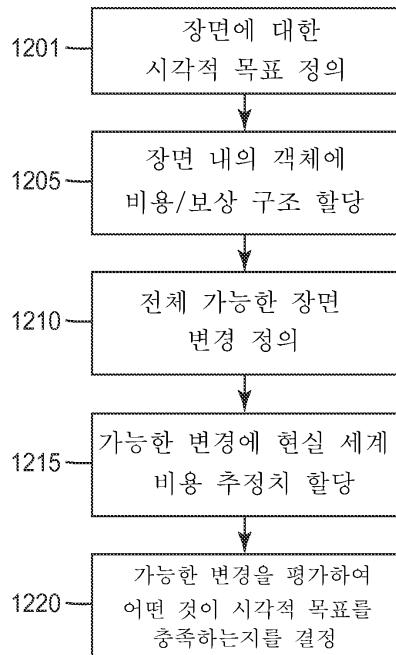 1201
장면에 대한
시각적 목표 정의
1205
장면 내의 객체에
비용/보상 구조 할당
1210
전체 가능한 장면
변경 정의
1215
가능한 변경에 현실 세계
비용 추정치 할당
1220
가능한 변경을 평가하여
어떤 것이 시각적 목표를
충족하는지를 결정